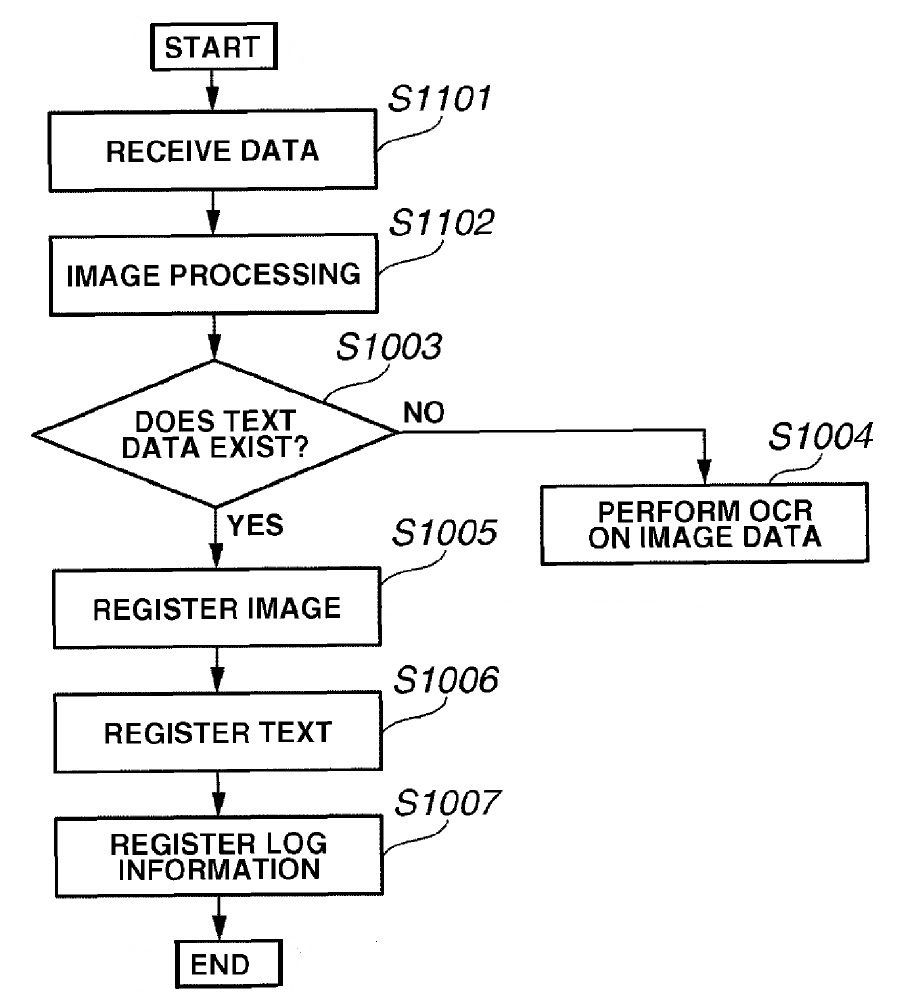 START
S1101
RECEIVE DATA
S1102
IMAGE PROCESSING
S1003
DOES TEXT
DATA EXIST?
NO
S1004
PERFORM OCR
ON IMAGE DATA
YES
S1005
REGISTER IMAGE
S1006
REGISTER TEXT
S1007
REGISTER LOG
INFORMATION
END